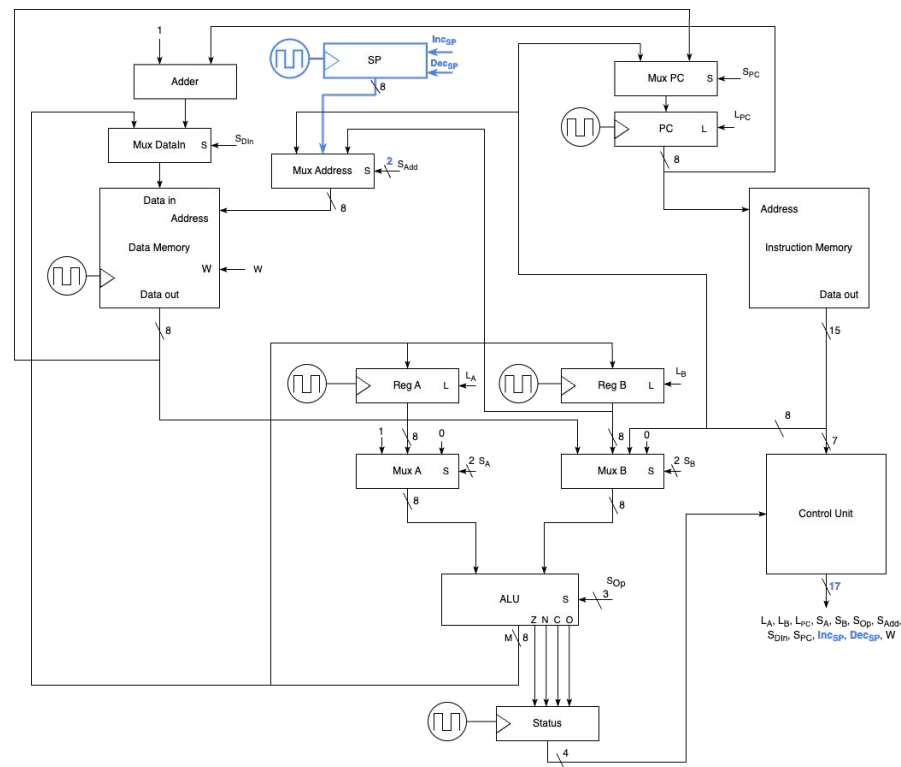 1
Adder
SP
Inc_SP
Dec_SP
8
Mux PC S
S_PC
PC L
L_PC
8
Mux DataIn S
S_DIn
Mux Address S
2 S_Add
8
Data in
Address
Data Memory
W
W
Data out
8
Address
Instruction Memory
Data out
15
Reg A L
L_A
Reg B L
L_B
8
7
1
8
0
8
0
Mux A S
2 S_A
Mux B S
2 S_B
8
8
Control Unit
17
L_A, L_B, L_PC, S_A, S_B, S_Op, S_Add,
S_DIn, S_PC, Inc_SP, Dec_SP, W
ALU S
S_Op
3
Z N C O
M 8
Status
4